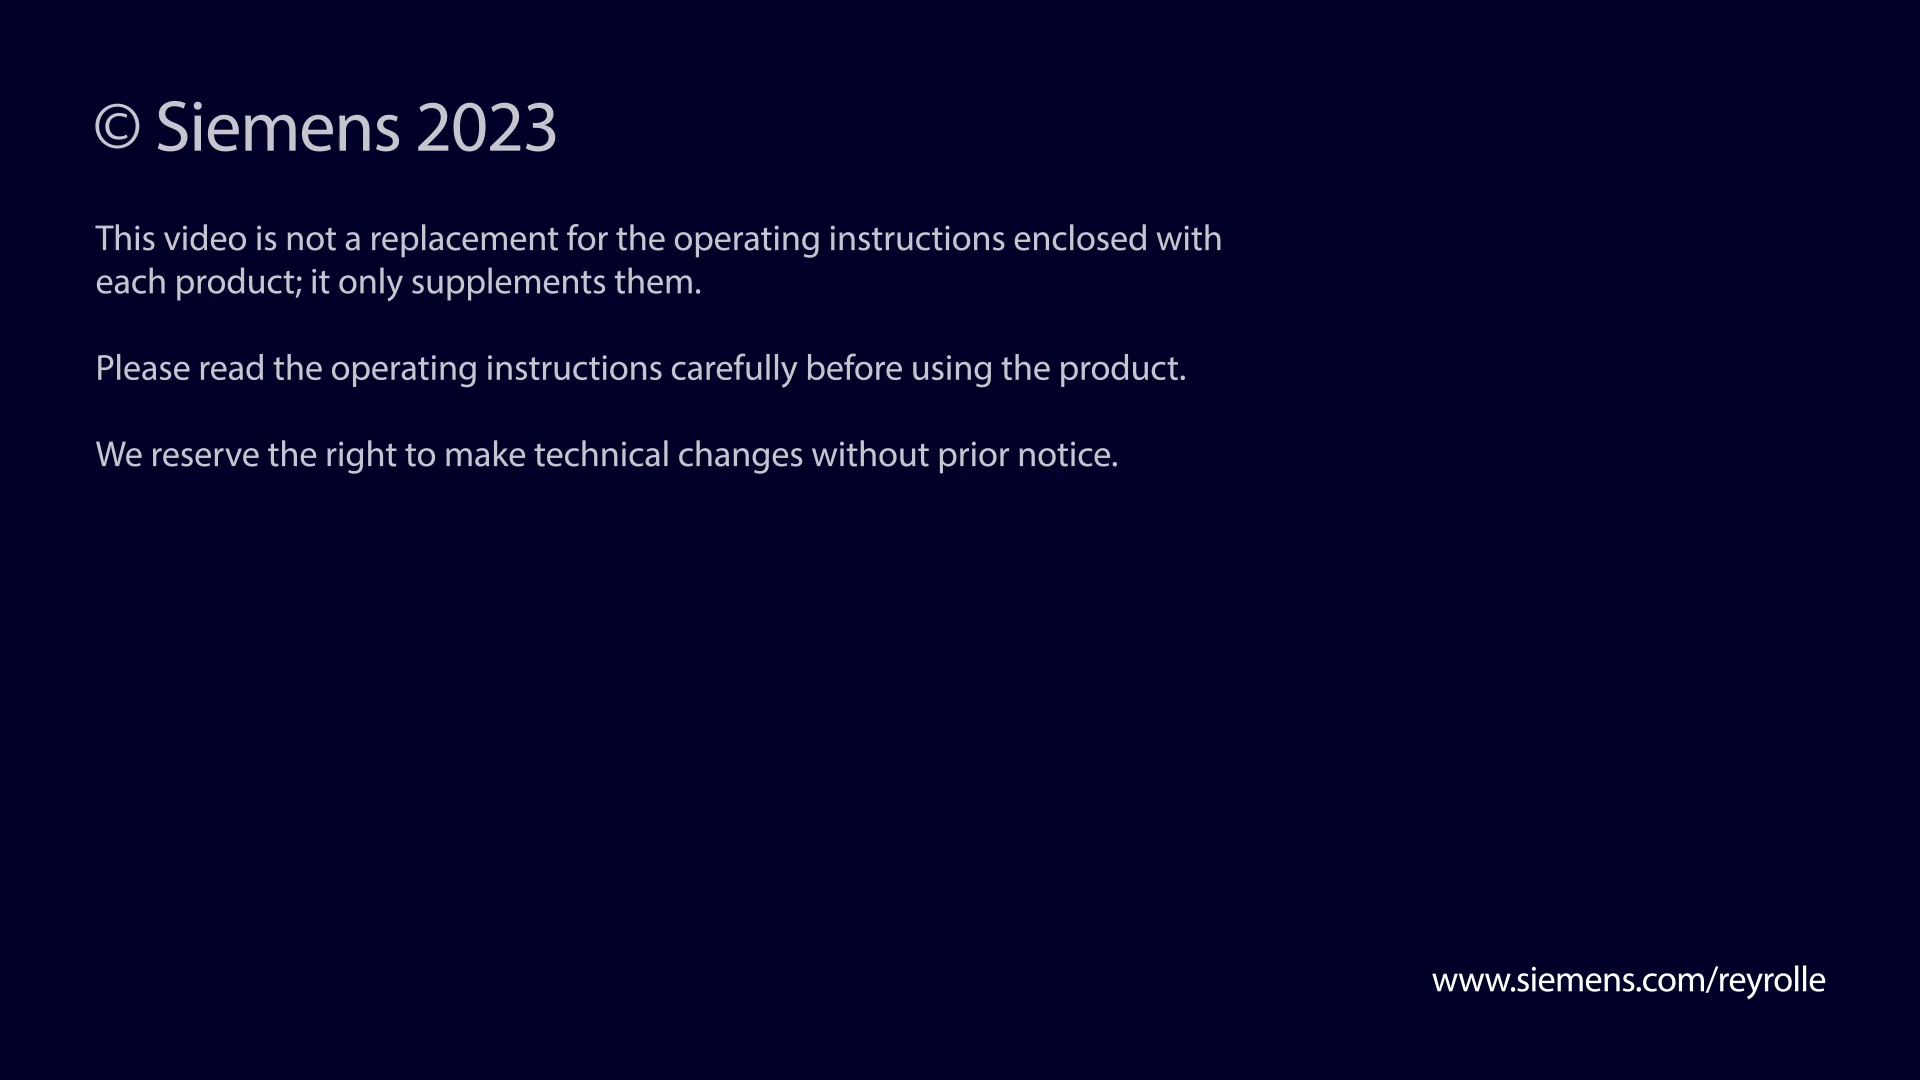 © Siemens 2023
This video is not a replacement for the operating instructions enclosed with
each product; it only supplements them.
Please read the operating instructions carefully before using the product.
We reserve the right to make technical changes without prior notice.
www.siemens.com/reyrolle